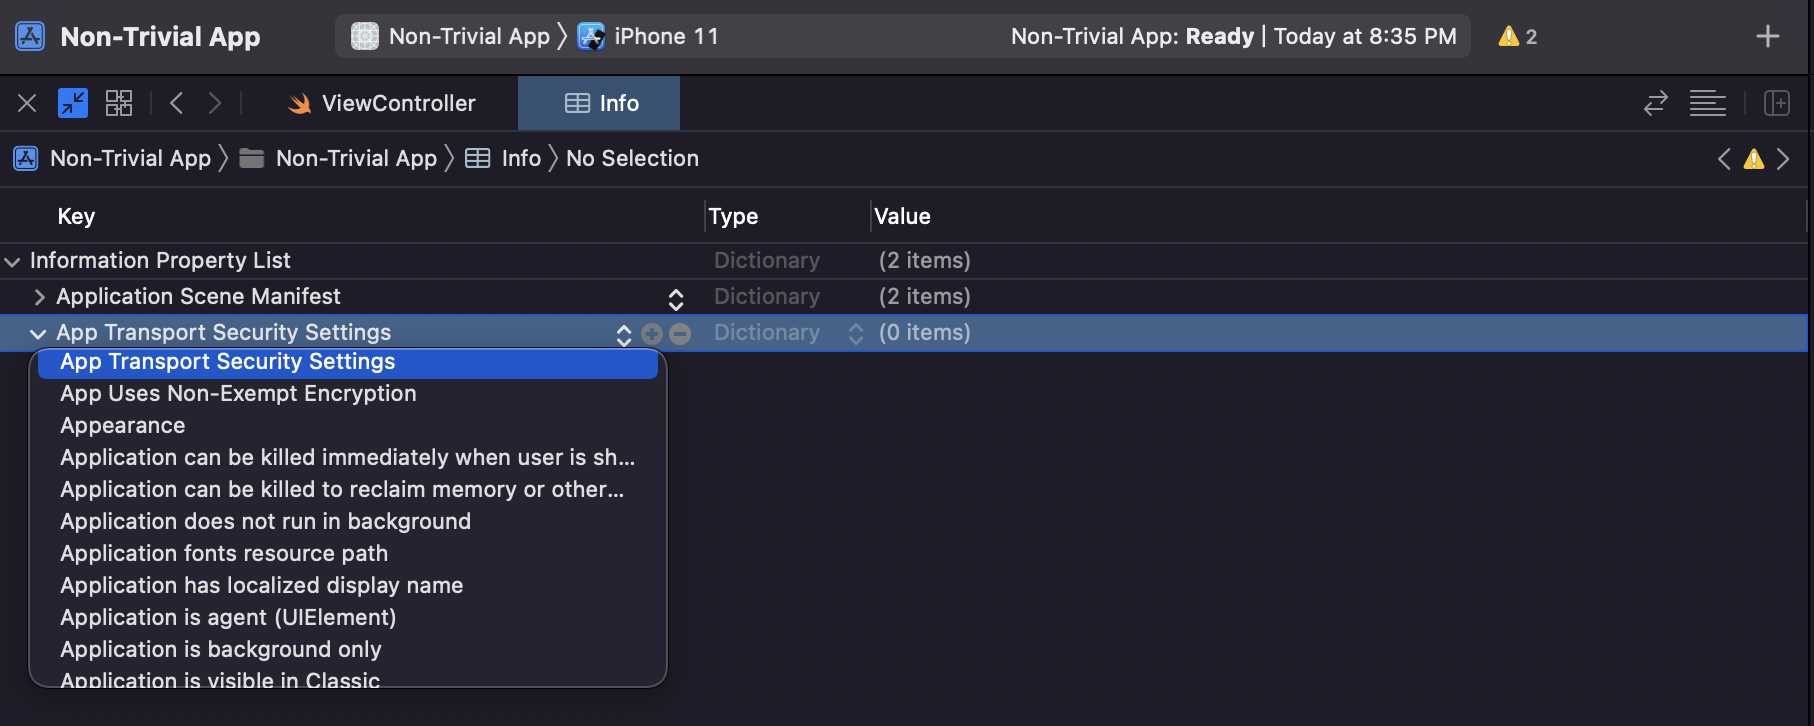 Non-Trivial App
Non-Trivial App iPhone 11
Non-Trivial App: Ready | Today at 8:35 PM
2
ViewController
Info
Non-Trivial App Non-Trivial App Info No Selection
Key Type Value
Information Property List Dictionary (2 items)
Application Scene Manifest Dictionary (2 items)
App Transport Security Settings Dictionary (0 items)
App Transport Security Settings
App Uses Non-Exempt Encryption
Appearance
Application can be killed immediately when user is sh...
Application can be killed to reclaim memory or other...
Application does not run in background
Application fonts resource path
Application has localized display name
Application is agent (UIElement)
Application is background only
Application is visible in Classic